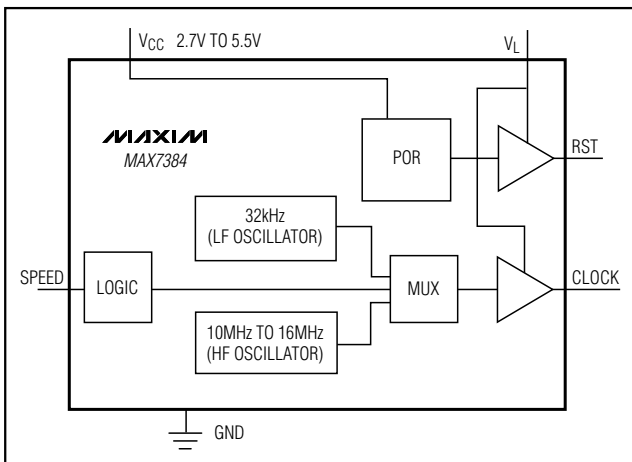 VCC 2.7V TO 5.5V
VL
MAXIM
MAX7384
POR
RST
32kHz
(LF OSCILLATOR)
SPEED
LOGIC
MUX
CLOCK
10MHz TO 16MHz
(HF OSCILLATOR)
GND